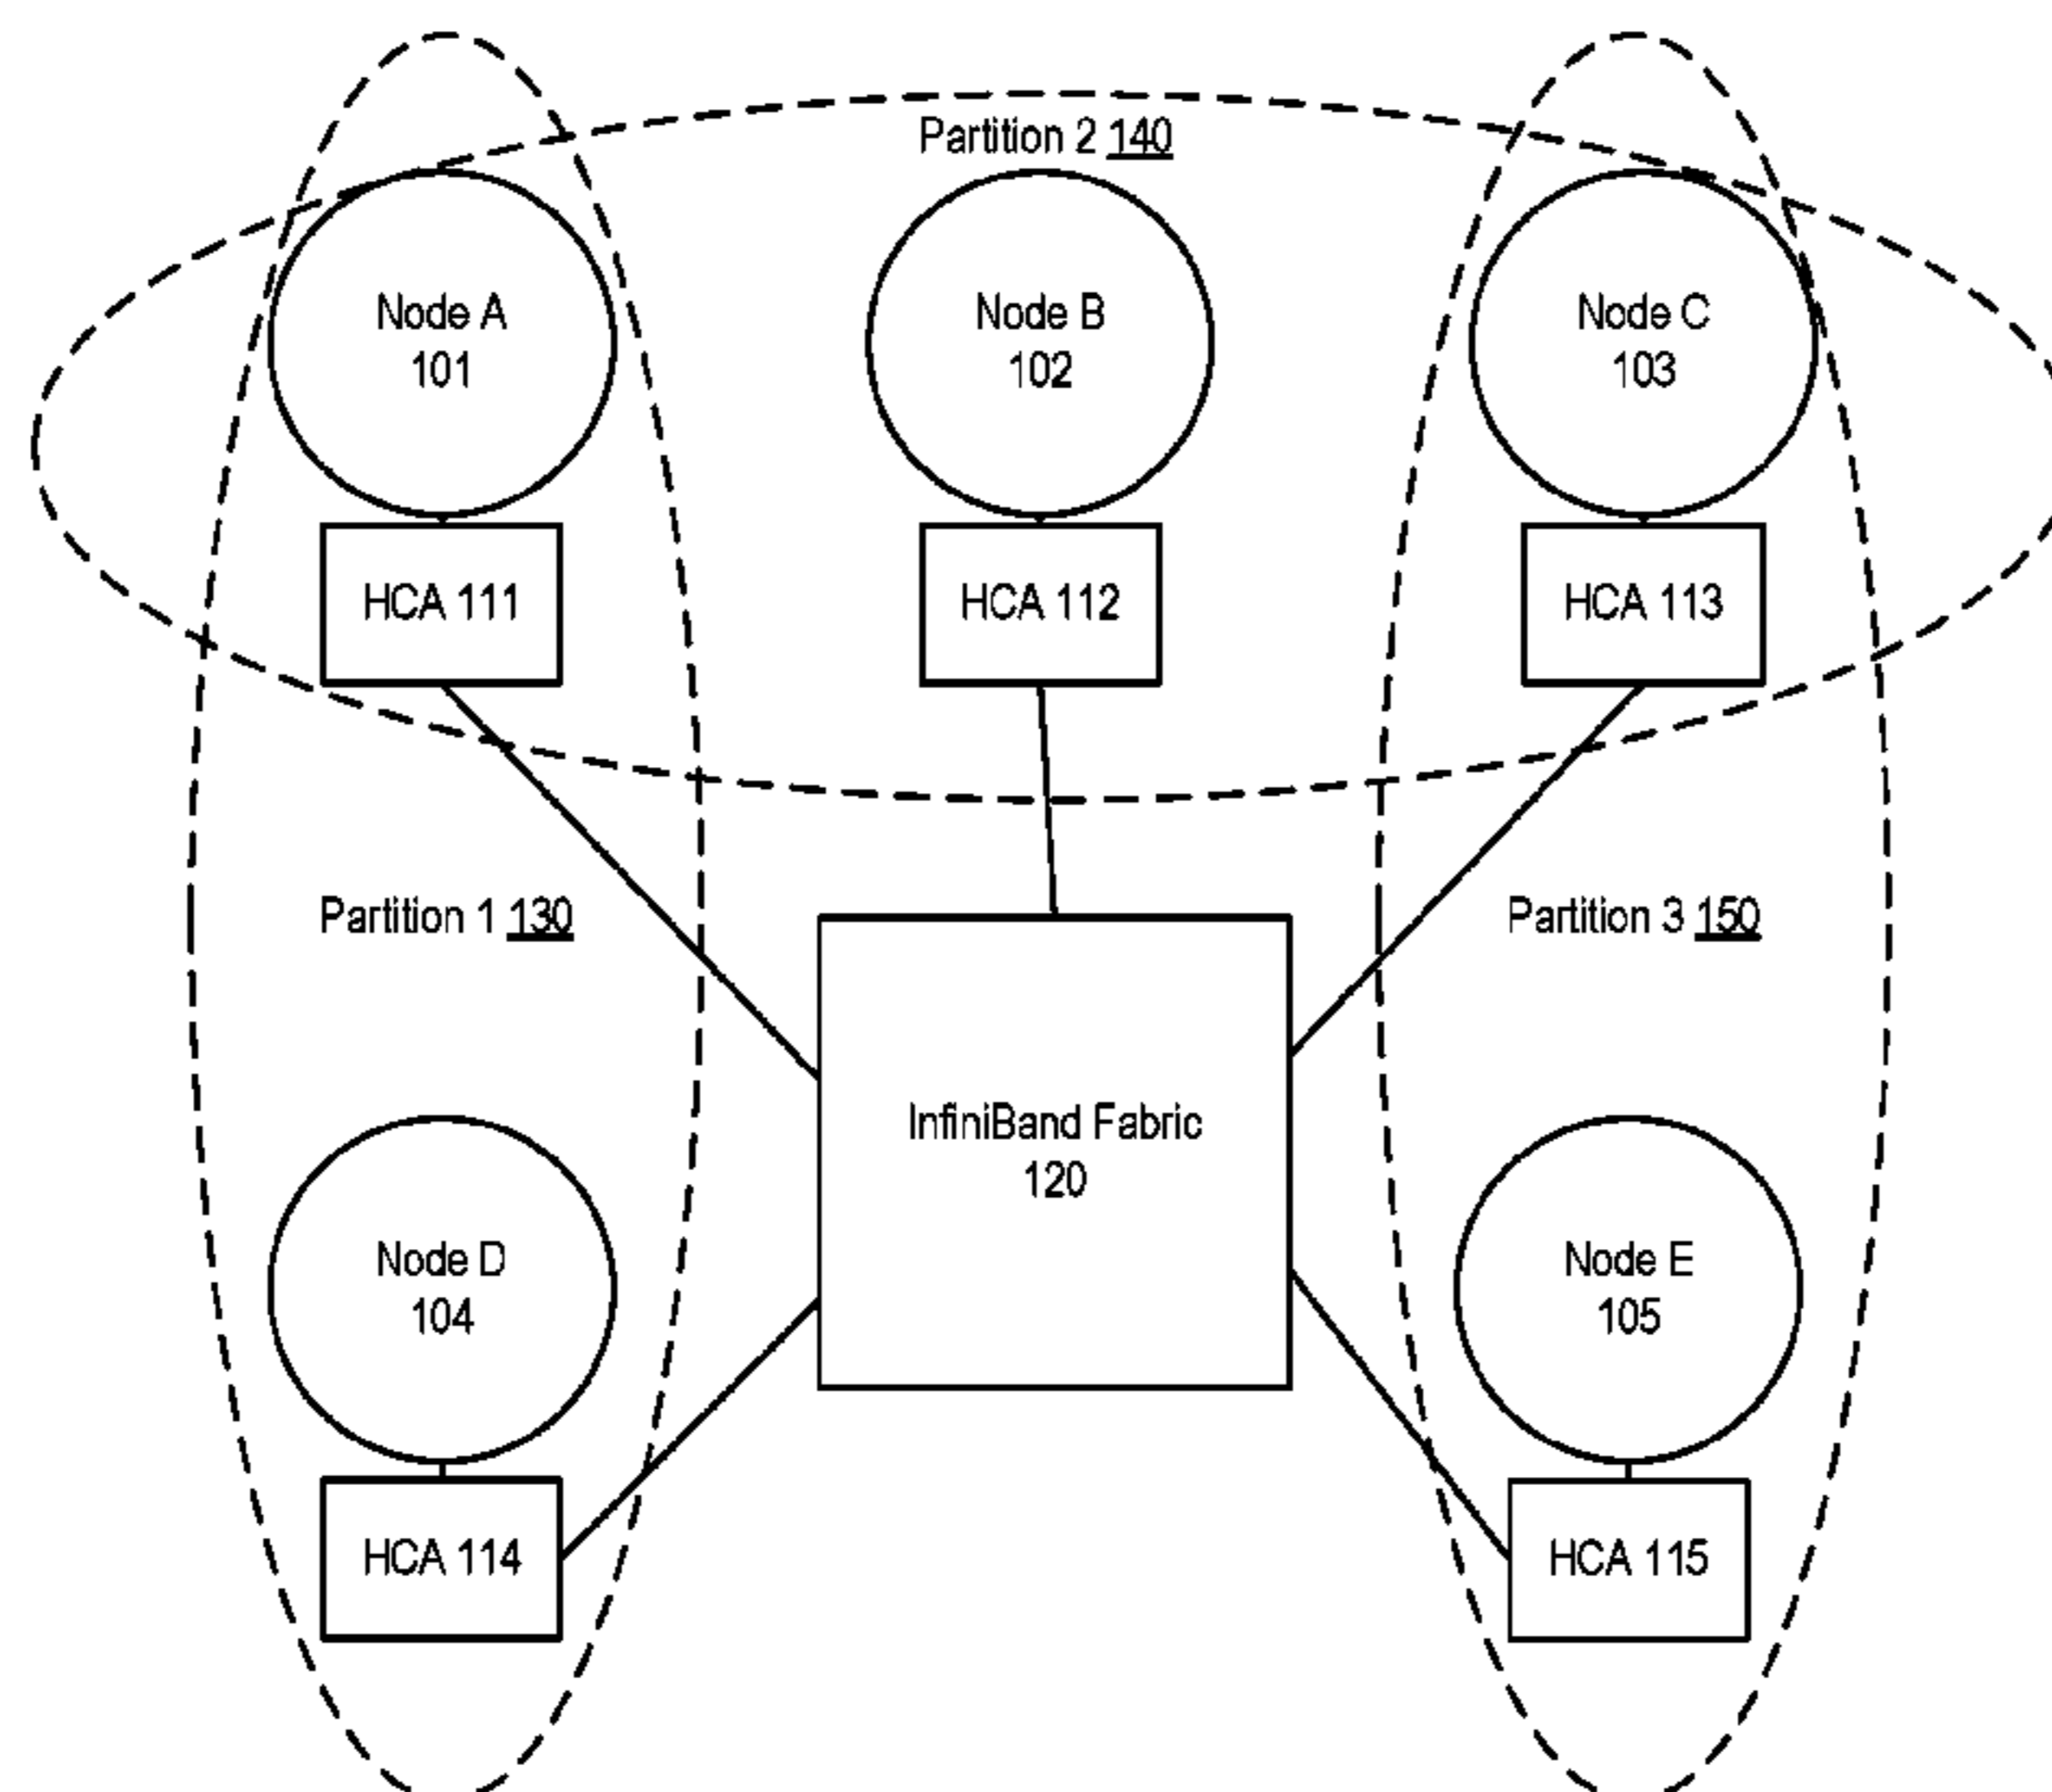 Partition 2 140
Node A
101
Node B
102
Node C
103
HCA 111
HCA 112
HCA 113
Partition 1 130
Partition 3 150
InfiniBand Fabric
120
Node D
104
Node E
105
HCA 114
HCA 115